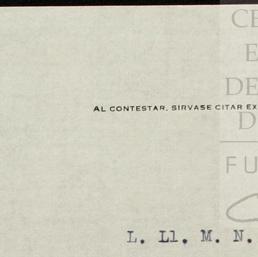 CE
E
DE
D
AL CONTESTAR, SIRVASE CITAR EX
FU
L. Ll. M. N.